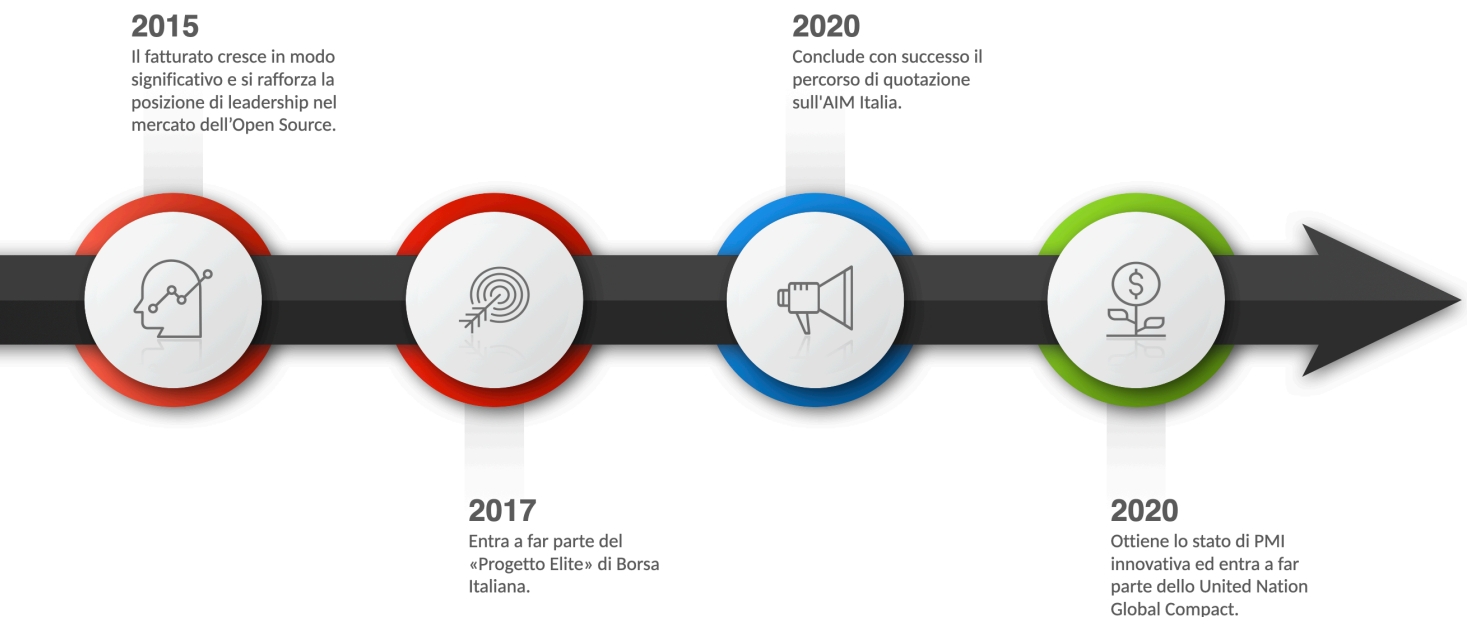 2015
Il fatturato cresce in modo
significativo e si rafforza la
posizione di leadership nel
mercato dell’Open Source.
2017
Entra a far parte del
«Progetto Elite» di Borsa
Italiana.
2020
Conclude con successo il
percorso di quotazione
sull'AIM Italia.
$
2020
Ottiene lo stato di PMI
innovativa ed entra a far
parte dello United Nation
Global Compact.